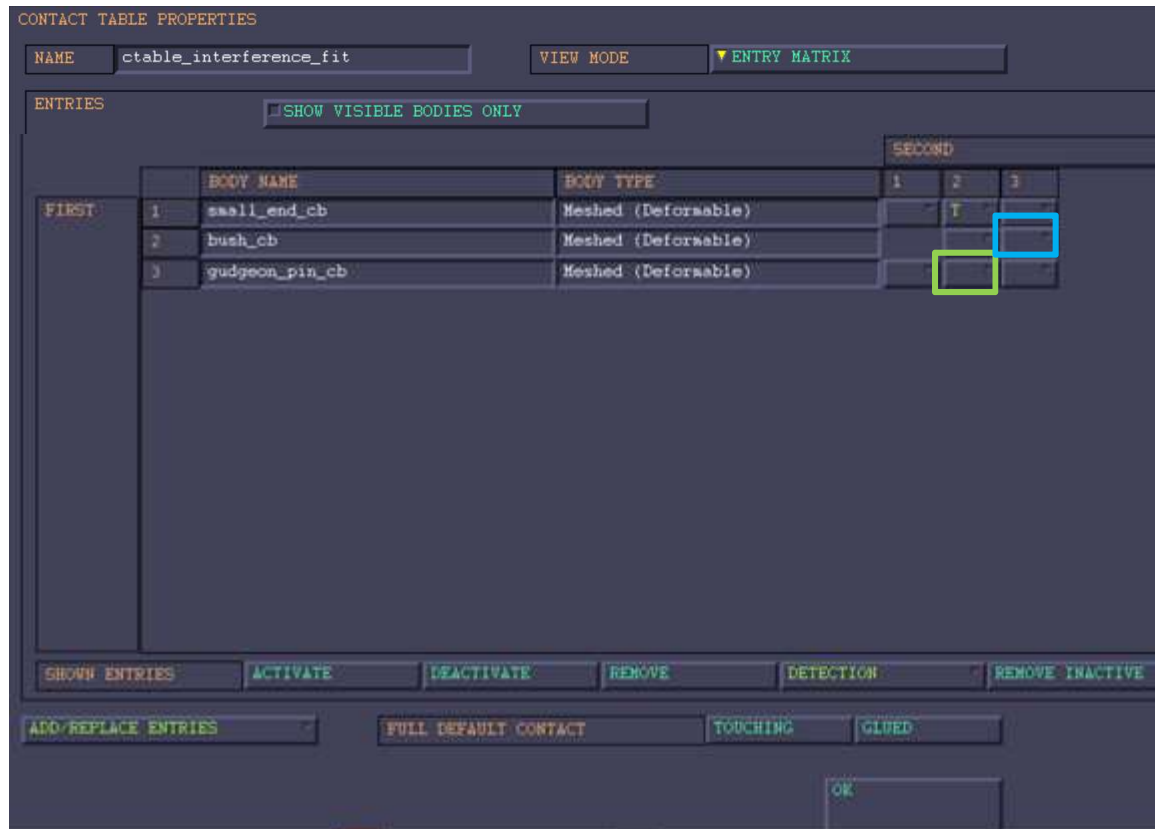 CONTACT TABLE PROPERTIES
NAME ctable_interference_fit VIEW MODE ENTRY MATRIX
ENTRIES SHOW VISIBLE BODIES ONLY
SECOND
BODY NAME BODY TYPE 1 2 3
FIRST 1 small_end_cb Meshed (Deformable) T
2 bush_cb Meshed (Deformable)
3 gudgeon_pin_cb Meshed (Deformable)
SHOWN ENTRIES ACTIVATE DEACTIVATE REMOVE DETECTION REMOVE INACTIVE
ADD/REPLACE ENTRIES FULL DEFAULT CONTACT TOUCHING GLUED
OK